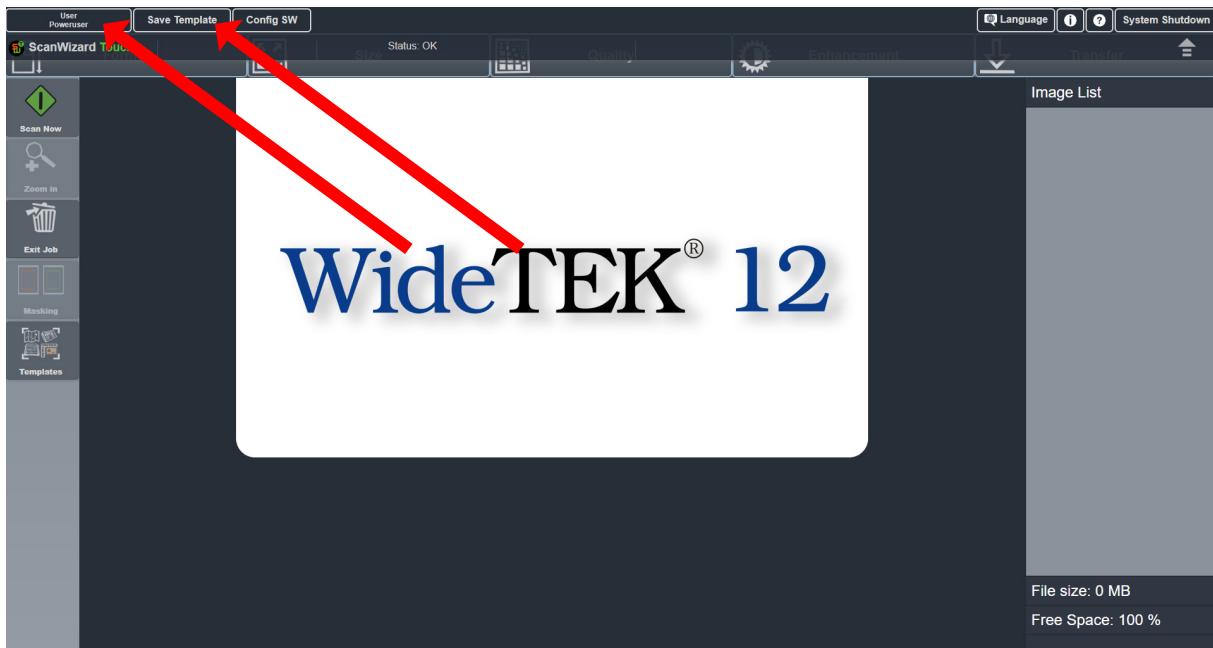 User
Poweruser
Save Template
Config SW
Language
i
?
System Shutdown
ScanWizard
Status: OK
Size
Quality
Enhancement
Transfer
Image List
Scan Now
Zoom in
Exit Job
Masking
Templates
WideTEK® 12
File size: 0 MB
Free Space: 100 %